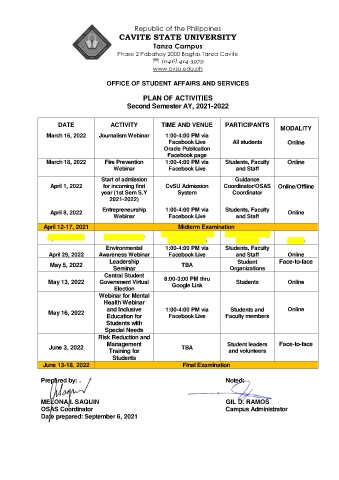 Republic of the Philippines
CAVITE STATE UNIVERSITY
Tanza Campus
Phase 2 Pabahay 2000 Bagtas Tanza Cavite
☏ (046) 414-3979
www.cvsu.edu.ph
OFFICE OF STUDENT AFFAIRS AND SERVICES
PLAN OF ACTIVITIES
Second Semester AY, 2021-2022
DATE ACTIVITY TIME AND VENUE PARTICIPANTS MODALITY
March 16, 2022 Journalism Webinar 1:00-4:00 PM via Facebook Live Oracle Publication Facebook page All students Online
March 18, 2022 Fire Prevention Webinar 1:00-4:00 PM via Facebook Live Students, Faculty and Staff Online
April 1, 2022 Start of admission for incoming first year (1st Sem S.Y 2021-2022) CvSU Admission System Guidance Coordinator/OSAS Coordinator Online/Offline
April 8, 2022 Entrepreneurship Webinar 1:00-4:00 PM via Facebook Live Students, Faculty and Staff Online
April 12-17, 2021 Midterm Examination
April 29, 2022 Environmental Awareness Webinar 1:00-4:00 PM via Facebook Live Students, Faculty and Staff Online
May 5, 2022 Leadership Seminar TBA Student Organizations Face-to-face
May 13, 2022 Central Student Government Virtual Election 8:00-3:00 PM thru Google Link Students Online
May 16, 2022 Webinar for Mental Health Webinar and Inclusive Education for Students with Special Needs 1:00-4:00 PM via Facebook Live Students and Faculty members Online
June 3, 2022 Risk Reduction and Management Training for Students TBA Student leaders and volunteers Face-to-face
June 13-18, 2022 Final Examination
Prepared by: Noted:
OSAS Coordinator Campus Administrator
GIL D. RAMOS
Date prepared: September 6, 2021